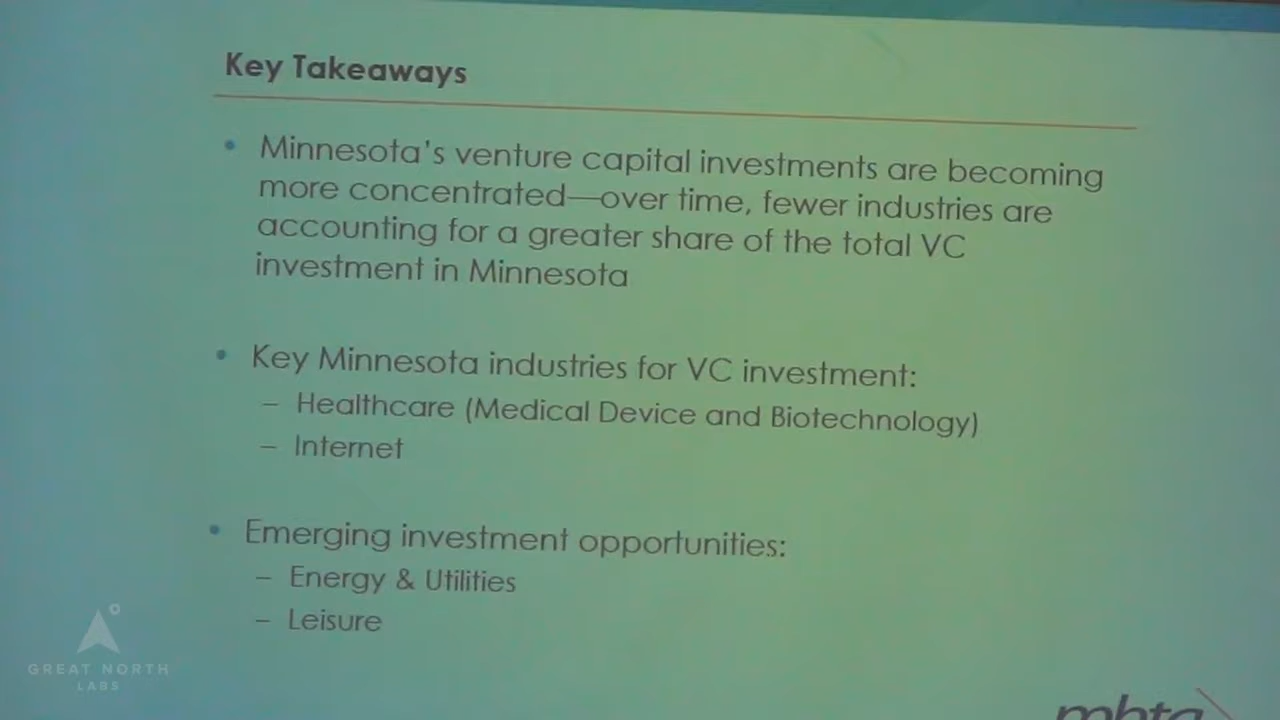 Key Takeaways
• Minnesota's venture capital investments are becoming
more concentrated—over time, fewer industries are
accounting for a greater share of the total VC
investment in Minnesota
• Key Minnesota industries for VC investment:
– Healthcare (Medical Device and Biotechnology)
– Internet
• Emerging investment opportunities:
– Energy & Utilities
– Leisure
GREAT NORTH
LABS
mhta